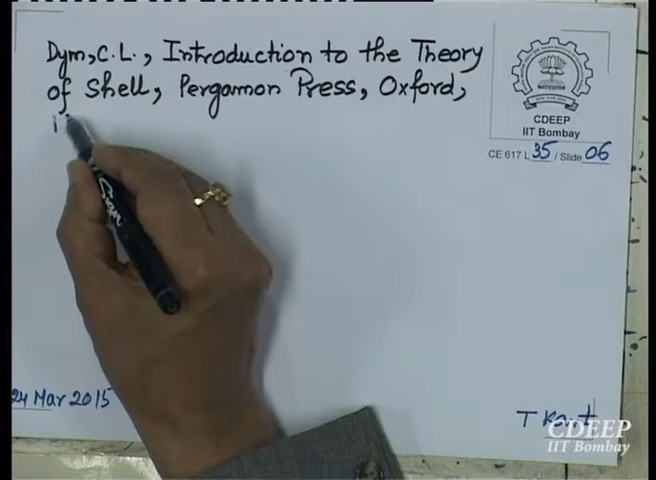 Dym, C.L., Introduction to the Theory
of Shell, Pergamon Press, Oxford,
CDEEP
IIT Bombay
CE 617 L 35 / Slide 06
24 Mar 2015
T Kant
CDEEP
IIT Bombay